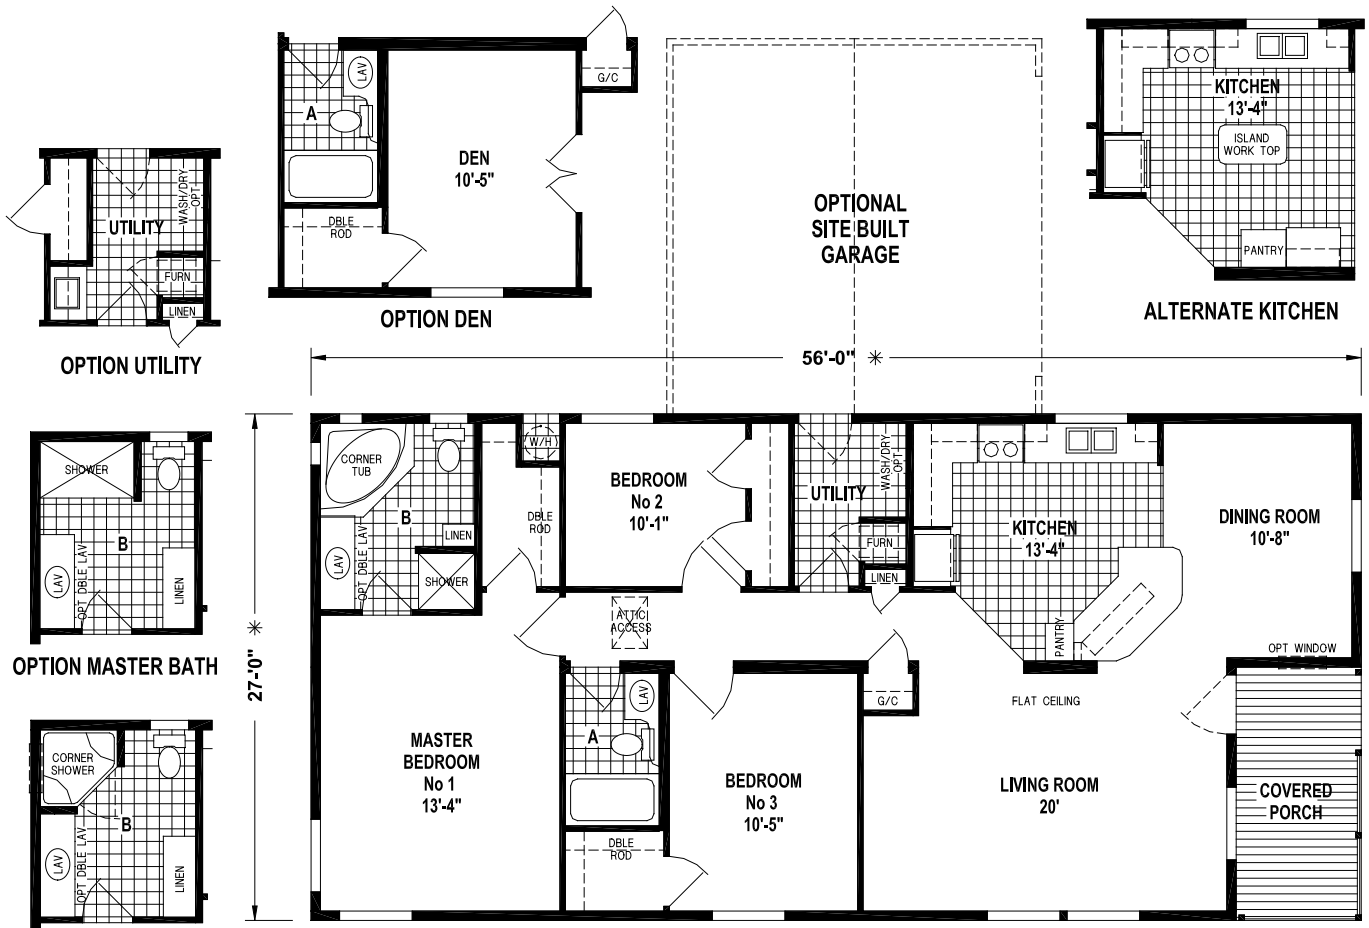 LAV
A
DEN
10'-5"
G/C
DBLE
ROD
OPTION DEN
OPTIONAL
SITE BUILT
GARAGE
KITCHEN
13'-4"
ISLAND
WORK TOP
PANTRY
ALTERNATE KITCHEN
UTILITY
WASH/DRY
OPT
FURN
LINEN
OPTION UTILITY
56'-0"
27'-0"
SHOWER
B
LAV
OPT DBLE LAV
LINEN
OPTION MASTER BATH
CORNER
SHOWER
B
LAV
OPT DBLE LAV
LINEN
CORNER
TUB
B
LAV
OPT DBLE LAV
LINEN
SHOWER
W/H
DBLE
ROD
BEDROOM
No 2
10'-1"
UTILITY
WASH/DRY
OPT
FURN
LINEN
KITCHEN
13'-4"
PANTRY
DINING ROOM
10'-8"
OPT WINDOW
ATTIC
ACCESS
MASTER
BEDROOM
No 1
13'-4"
LAV
A
DBLE
ROD
BEDROOM
No 3
10'-5"
G/C
FLAT CEILING
LIVING ROOM
20'
COVERED
PORCH